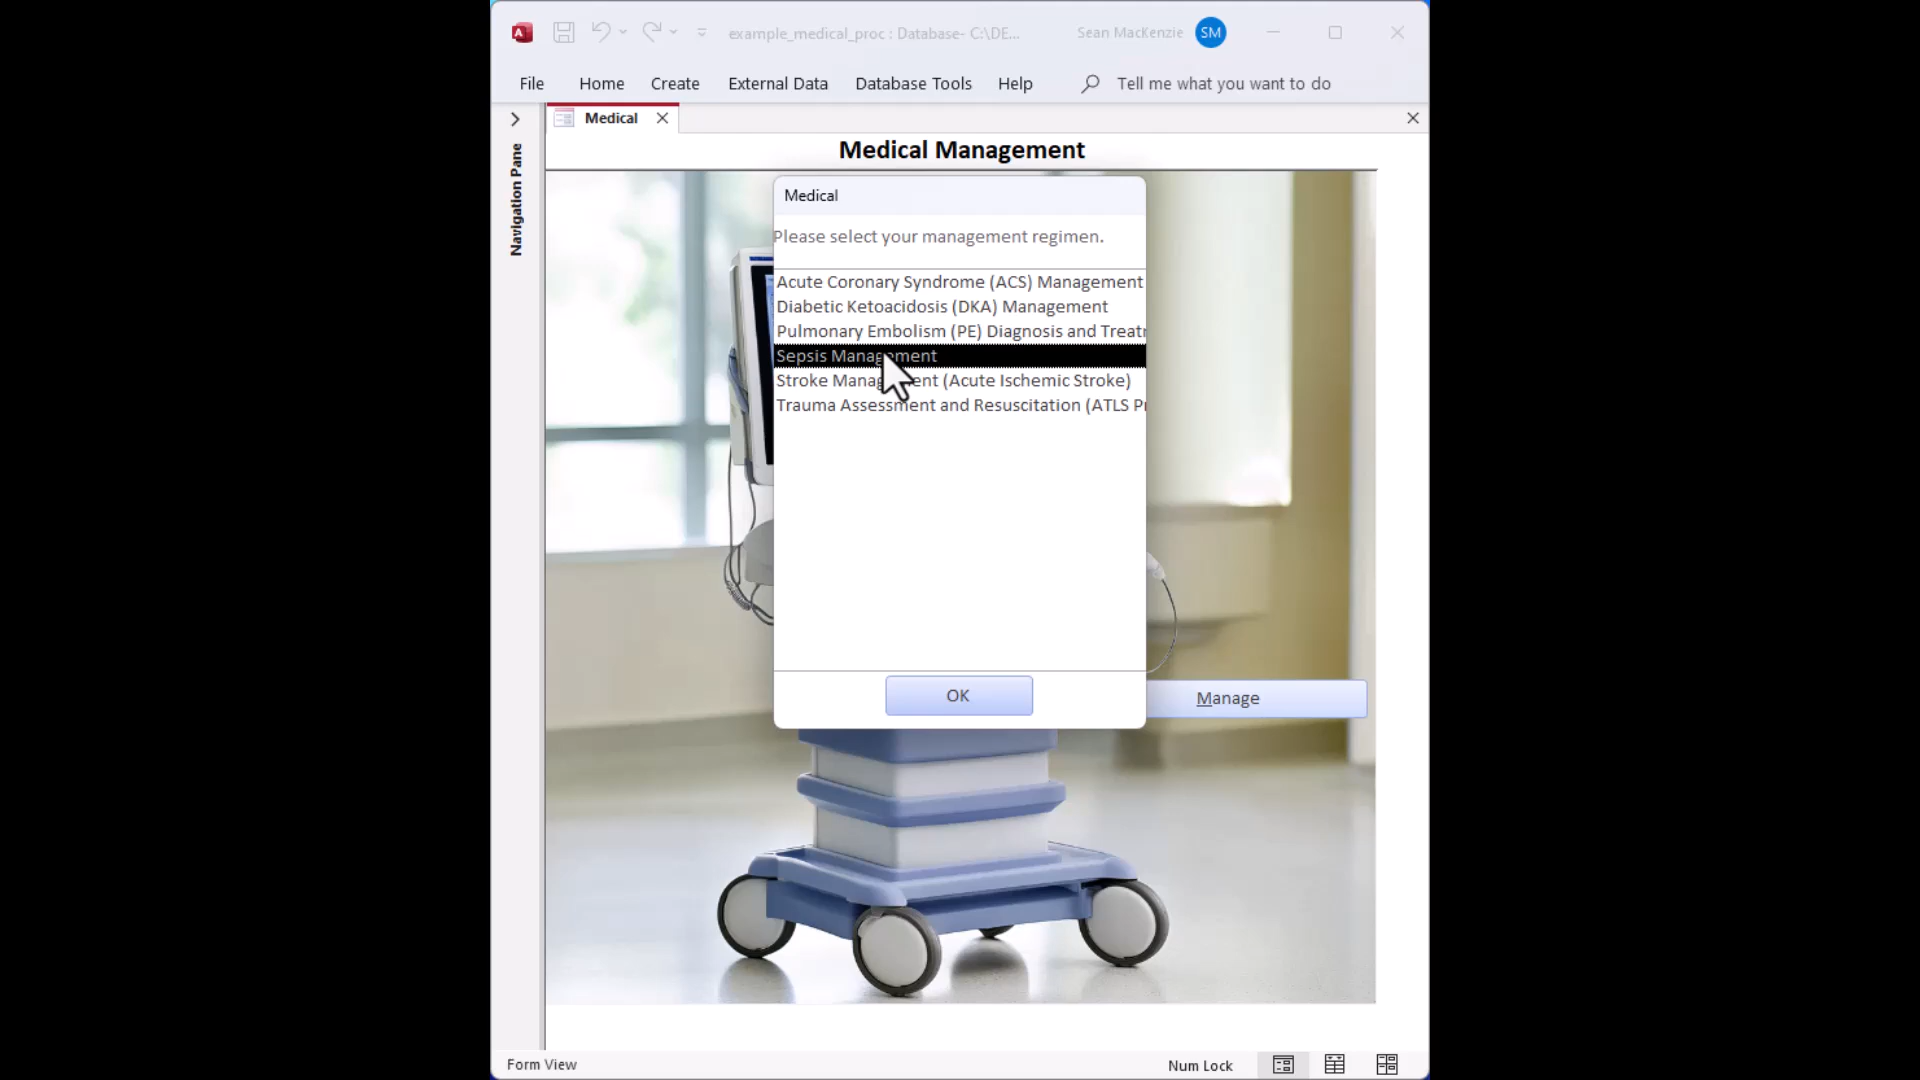 example_medical_proc : Database- C:\DE...
Sean MacKenzie
SM
File
Home
Create
External Data
Database Tools
Help
Tell me what you want to do
Navigation Pane
Medical
Medical Management
Medical
Please select your management regimen.
Acute Coronary Syndrome (ACS) Management
Diabetic Ketoacidosis (DKA) Management
Pulmonary Embolism (PE) Diagnosis and
Sepsis Management
Stroke Management (Acute Ischemic Stroke)
Trauma Assessment and Resuscitation (ATLS
OK
Manage
Form View
Num Lock